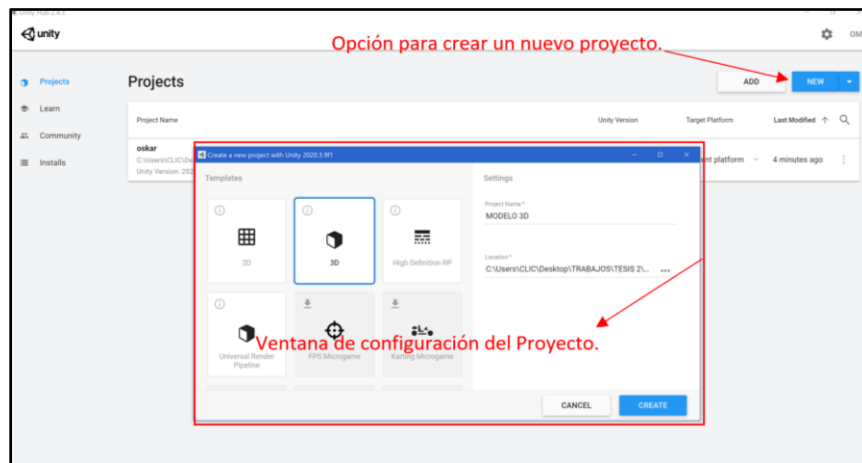 Unity Hub 2.4.3
unity
OM
Opción para crear un nuevo proyecto.
Projects
Learn
Community
Installs
Projects
ADD
NEW
Project Name
Unity Version
Target Platform
Last Modified
oskar
C:\Users\CLIC\De
Unity Version: 202
ent platform
4 minutes ago
Create a new project with Unity 2020.3.9f1
Templates
2D
3D
High Definition RP
Universal Render
Pipeline
FPS Microgame
Karting Microgame
Settings
Project Name *
MODELO 3D
Location *
C:\Users\CLIC\Desktop\TRABAJOS\TESIS 2\...
Ventana de configuración del Proyecto.
CANCEL
CREATE